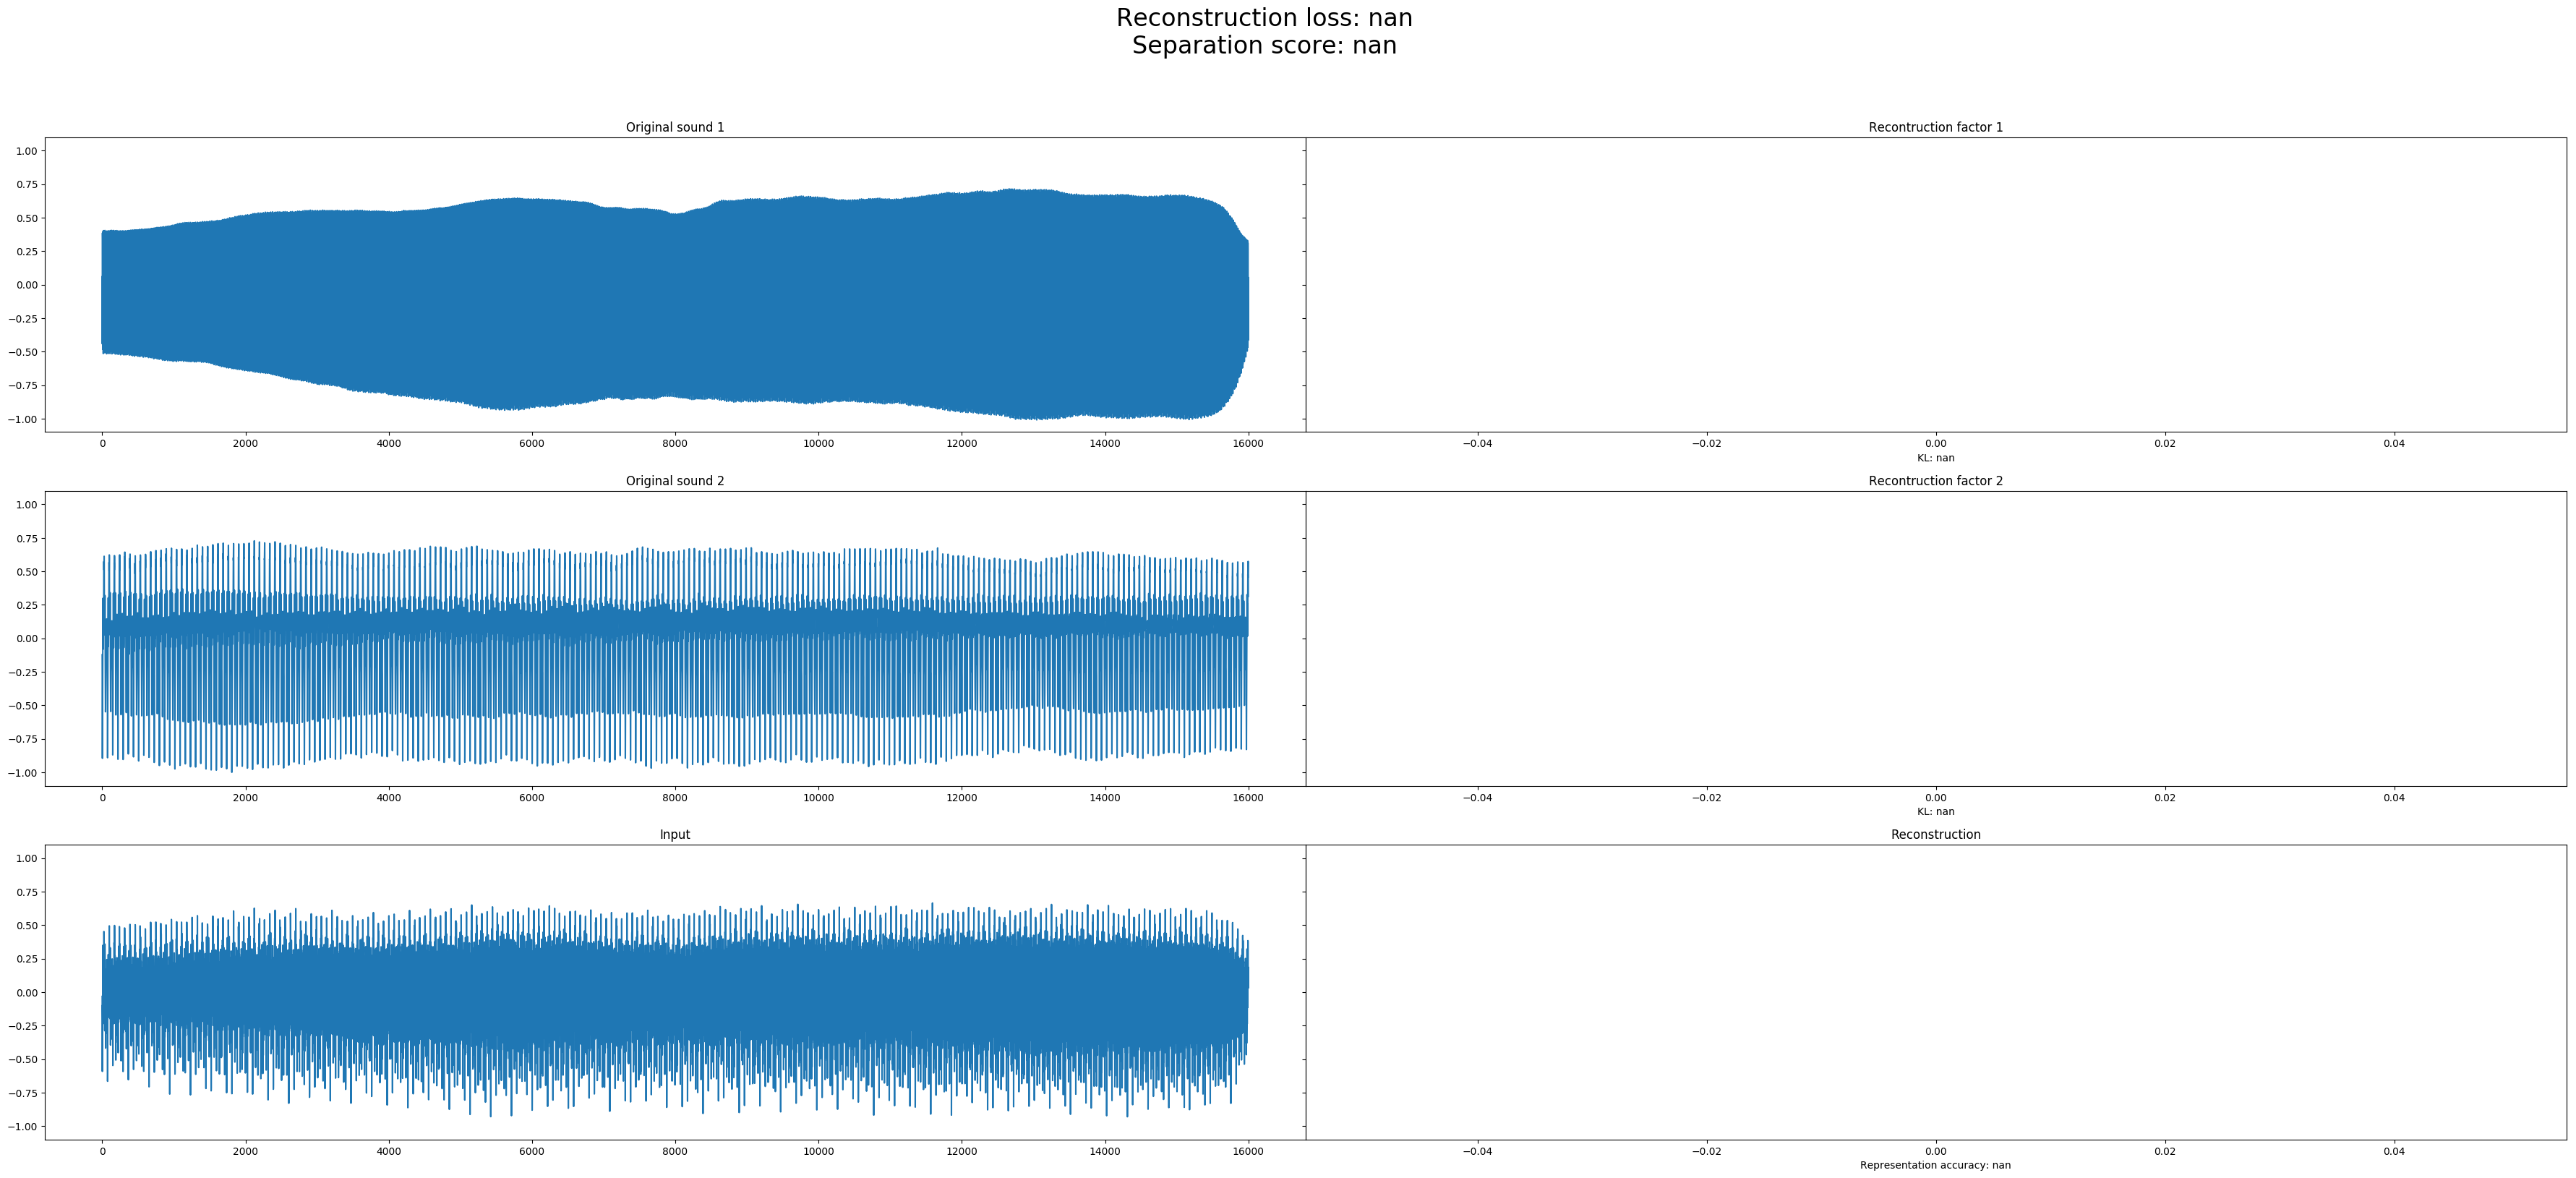 Reconstruction loss: nan
Separation score: nan
Original sound 1
Recontruction factor 1
1.00
0.75
0.50
0.25
0.00
−0.25
−0.50
−0.75
−1.00
0 2000 4000 6000 8000 10000 12000 14000 16000
−0.04 −0.02 0.00 0.02 0.04
KL: nan
Original sound 2
Recontruction factor 2
1.00
0.75
0.50
0.25
0.00
−0.25
−0.50
−0.75
−1.00
0 2000 4000 6000 8000 10000 12000 14000 16000
−0.04 −0.02 0.00 0.02 0.04
KL: nan
Input
Reconstruction
1.00
0.75
0.50
0.25
0.00
−0.25
−0.50
−0.75
−1.00
0 2000 4000 6000 8000 10000 12000 14000 16000
−0.04 −0.02 0.00 0.02 0.04
Representation accuracy: nan